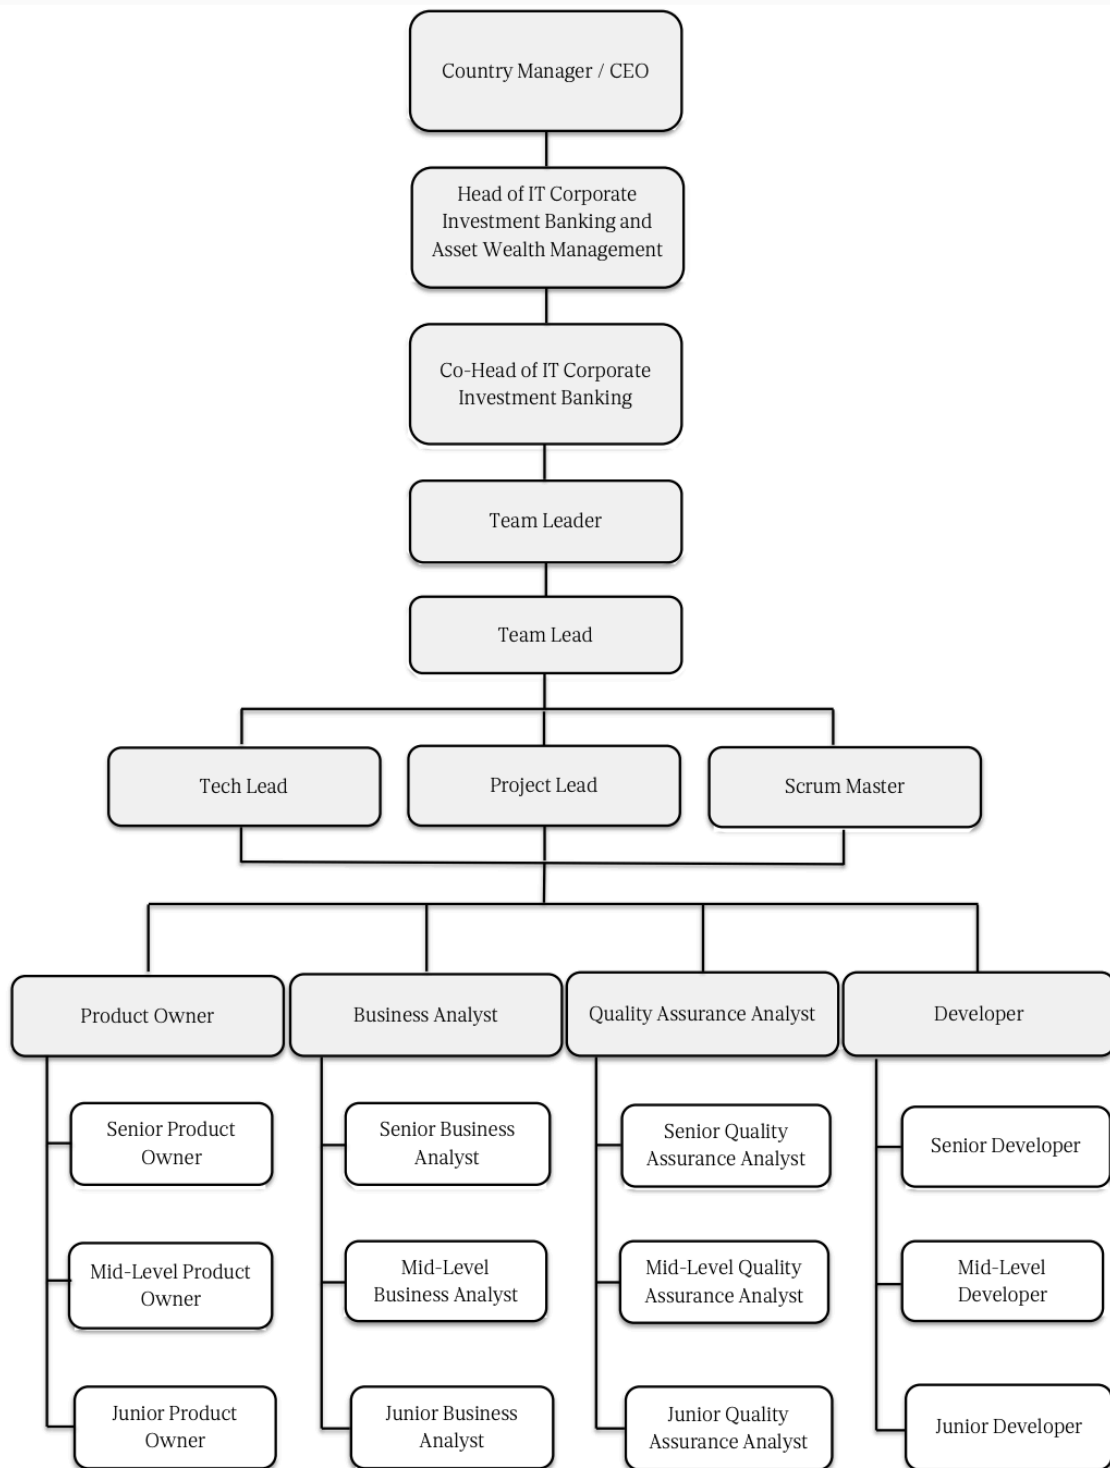 Country Manager / CEO
Head of IT Corporate
Investment Banking and
Asset Wealth Management
Co-Head of IT Corporate
Investment Banking
Team Leader
Team Lead
Tech Lead
Project Lead
Scrum Master
Product Owner
Business Analyst
Quality Assurance Analyst
Developer
Senior Product
Owner
Senior Business
Analyst
Senior Quality
Assurance Analyst
Senior Developer
Mid-Level Product
Owner
Mid-Level
Business Analyst
Mid-Level Quality
Assurance Analyst
Mid-Level
Developer
Junior Product
Owner
Junior Business
Analyst
Junior Quality
Assurance Analyst
Junior Developer